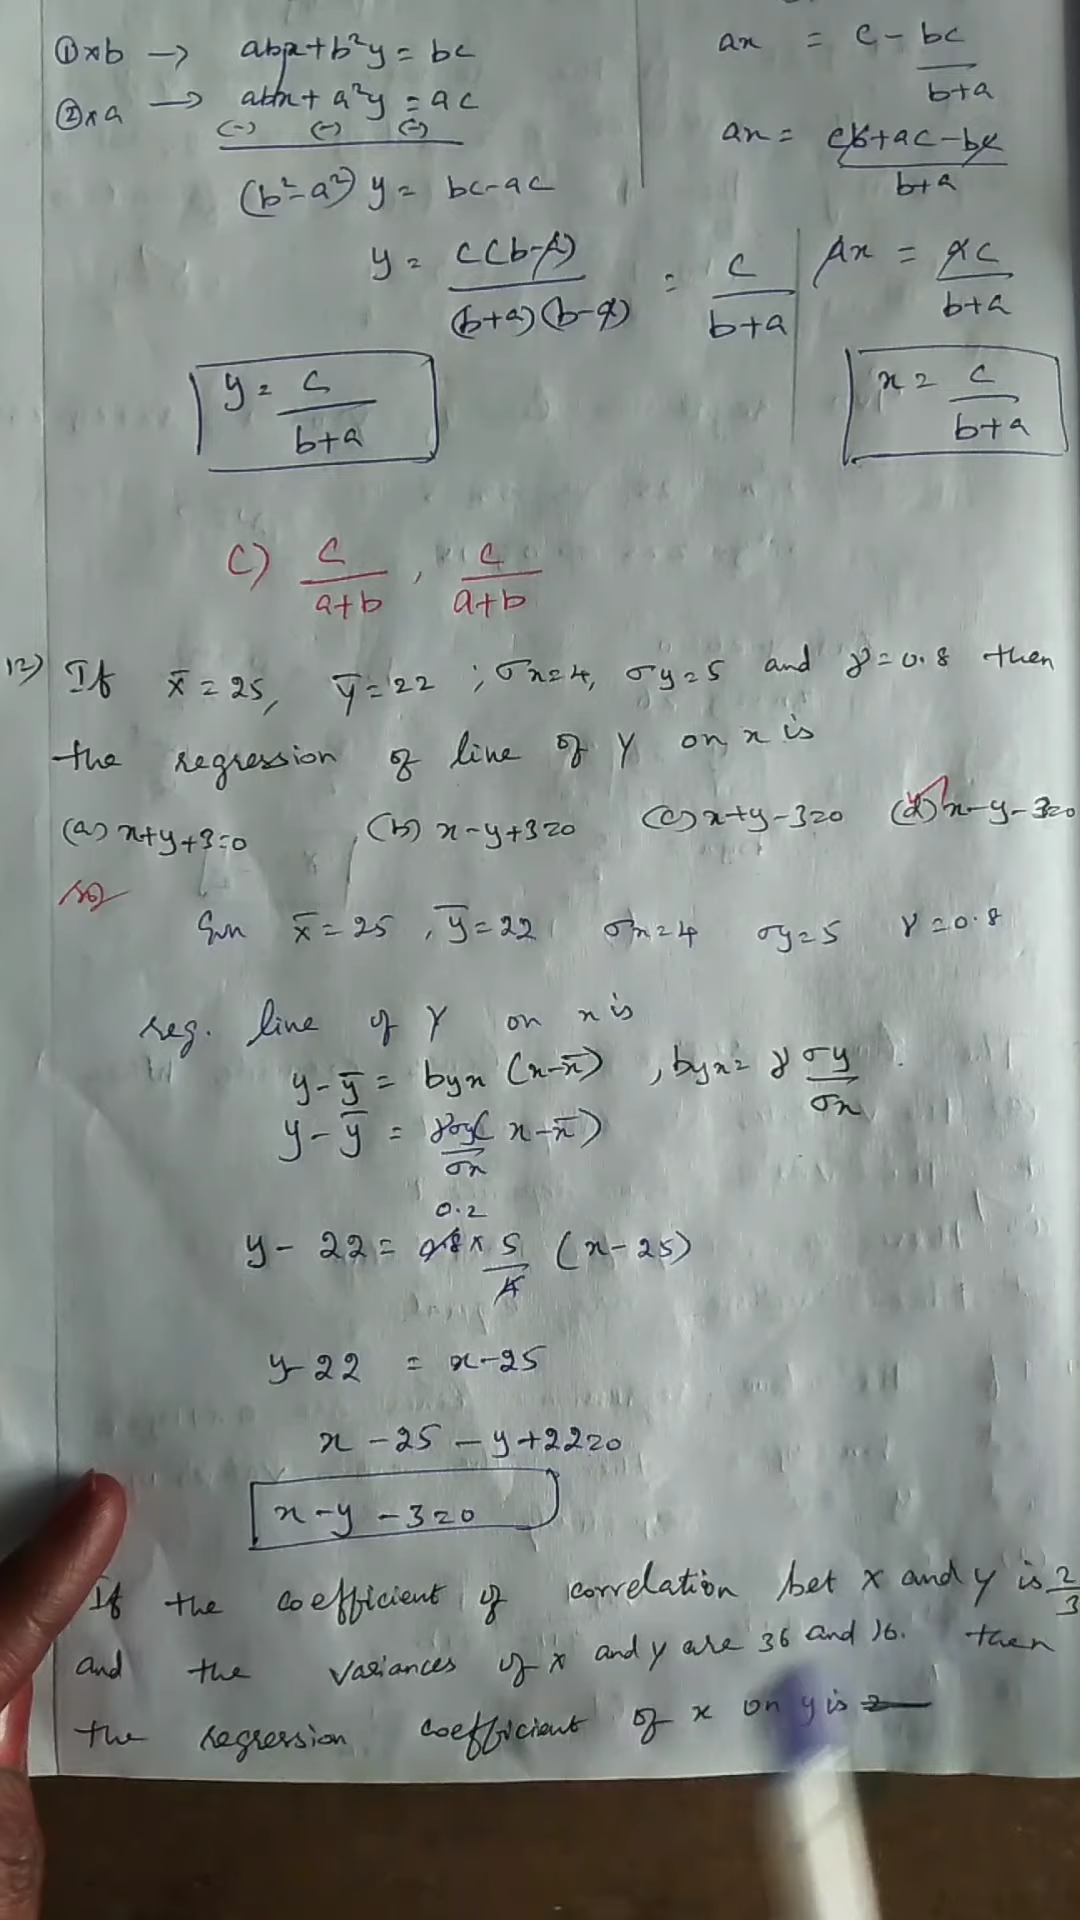 ①×b → abx+b²y = bc
②×a → abx + a²y = ac
(-) (-) (-)
(b²-a²) y = bc-ac
y = c(b-a) / (b+a)(b-a) = c / b+a
y = c / b+a
ax = c - bc / b+a
ax = cb+ac-bc / b+a
ax = ac / b+a
x = c / b+a
c) c / a+b , c / a+b
12) If x̄ = 25, ȳ = 22 ; σx=4, σy=5 and γ=0.8 then
the regression of line of Y on x is
(a) x+y+3=0 (b) x-y+3=0 (c) x+y-3=0 (d) x-y-3=0
Sol
Gvn x̄ = 25 , ȳ = 22 σx=4 σy=5 γ=0.8
reg. line of Y on x is
y-ȳ = byx (x-x̄) , byx = γ σy / σx
y-ȳ = γσy / σx (x-x̄)
0.2
y - 22 = 0.8 × 5 / 4 (x-25)
y-22 = x-25
x -25 -y+22=0
x-y -3=0
If the coefficient of correlation bet x and y is 2/3
and the variances of x and y are 36 and 16. then
the regression coefficient of x on y is